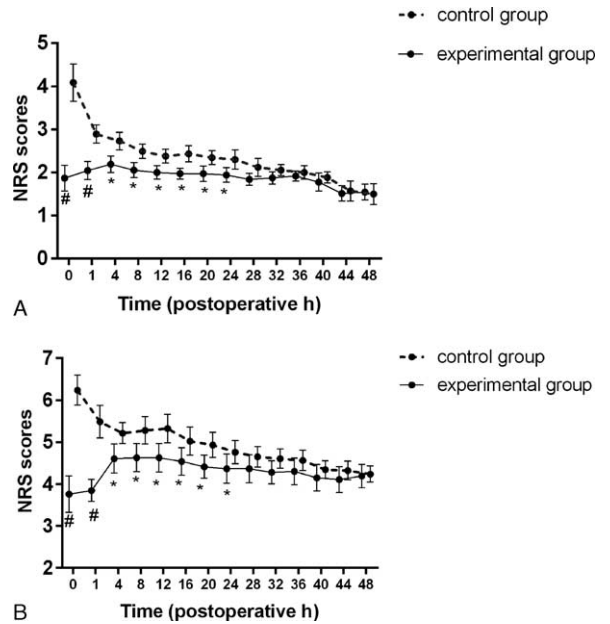 control group
experimental group
5
4
3
2
1
0
NRS scores
# # * * * * * *
0 1 4 8 12 16 20 24 28 32 36 40 44 48
Time (postoperative h)
A
control group
experimental group
7
6
5
4
3
2
NRS scores
# # * * * * * *
0 1 4 8 12 16 20 24 28 32 36 40 44 48
Time (postoperative h)
B